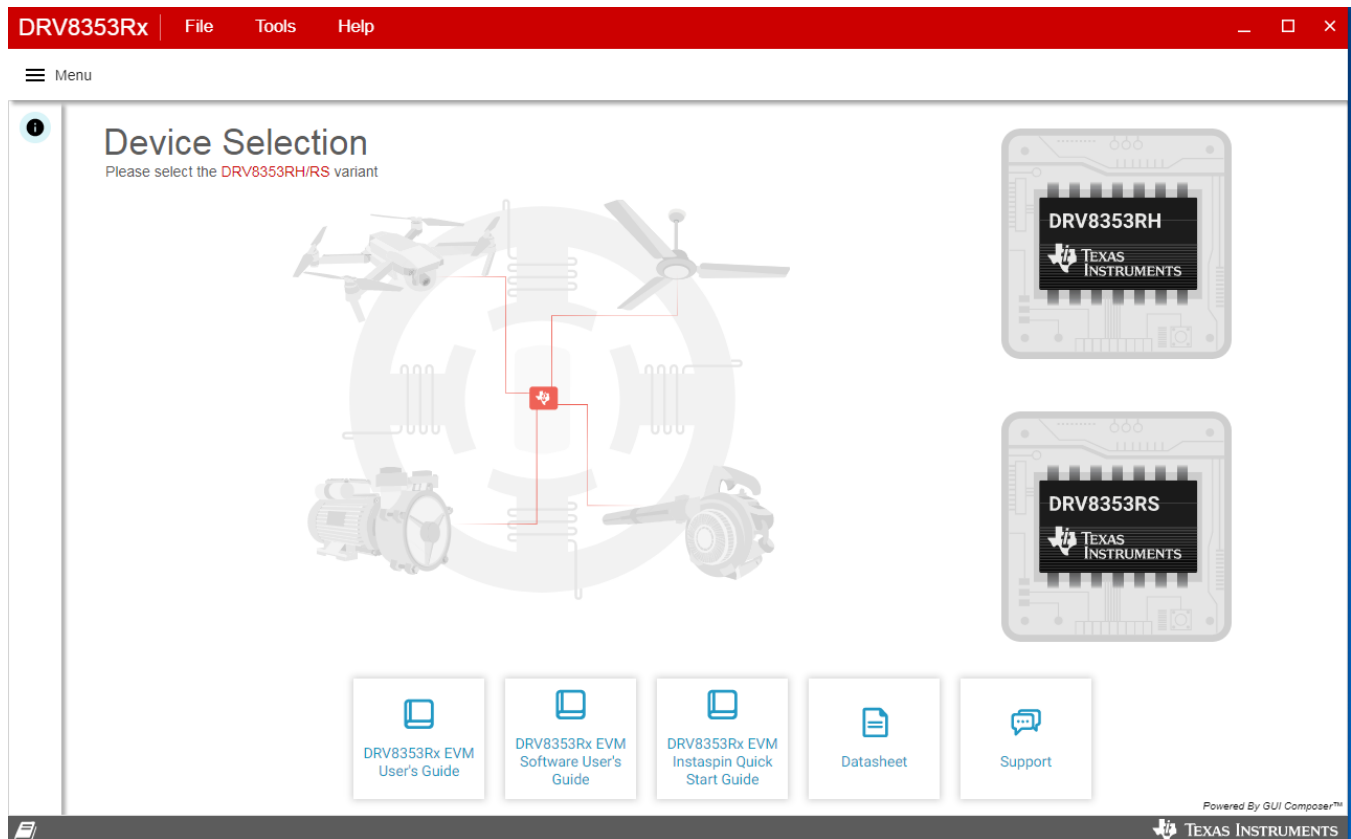 DRV8353Rx File Tools Help
Menu
Device Selection
Please select the DRV8353RH/RS variant
DRV8353RH
TEXAS
INSTRUMENTS
DRV8353RS
TEXAS
INSTRUMENTS
DRV8353Rx EVM
User's Guide
DRV8353Rx EVM
Software User's
Guide
DRV8353Rx EVM
Instaspin Quick
Start Guide
Datasheet
Support
Powered By GUI Composer™
TEXAS INSTRUMENTS